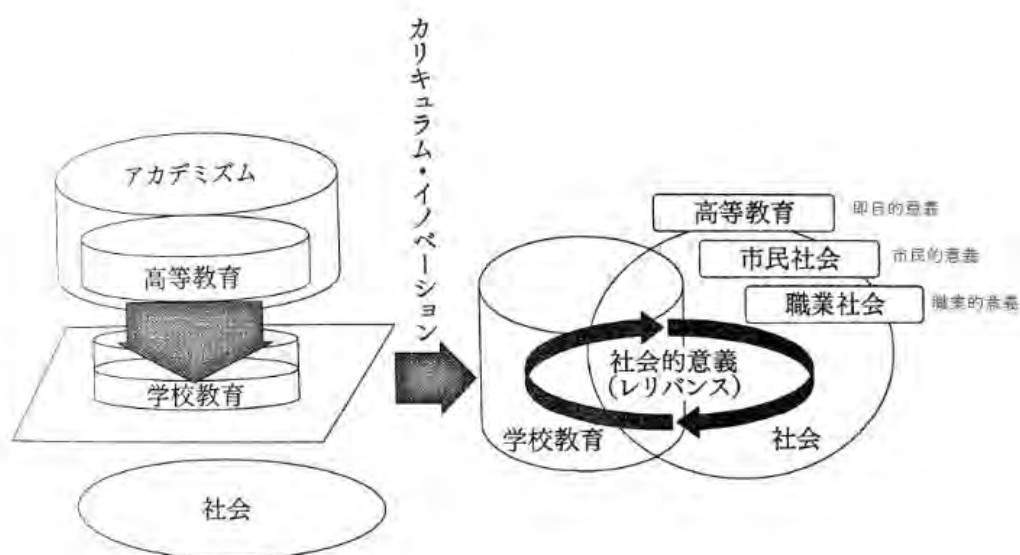 アカデミズム
高等教育
学校教育
社会
カリキュラム・イノベーション
高等教育
即自的意義
市民社会
市民的意義
職業社会
職業的意義
社会的意義
(レリバンス)
学校教育
社会